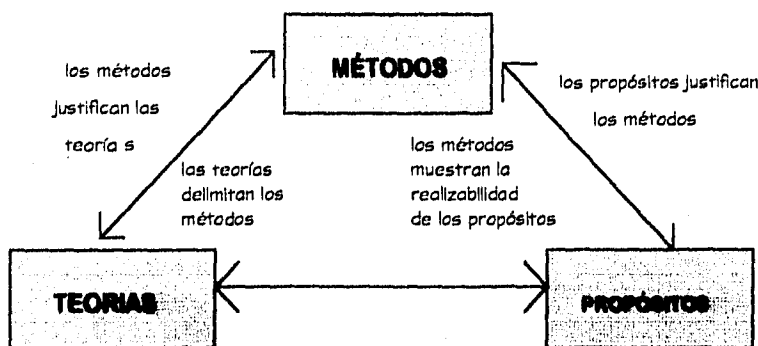 MÉTODOS
los métodos
justifican las
teoría s
los propósitos justifican
los métodos
las teorías
delimitan los
métodos
los métodos
muestran la
realizabilidad
de los propósitos
TEORIAS
PROPÓSITOS